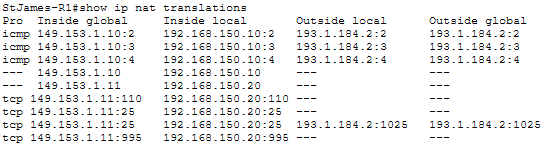 StJames-R1#show ip nat translations
Pro  Inside global     Inside local       Outside local      Outside global
icmp 149.153.1.10:2    192.168.150.10:2   193.1.184.2:2      193.1.184.2:2
icmp 149.153.1.10:3    192.168.150.10:3   193.1.184.2:3      193.1.184.2:3
icmp 149.153.1.10:4    192.168.150.10:4   193.1.184.2:4      193.1.184.2:4
---  149.153.1.10      192.168.150.10     ---                ---
---  149.153.1.11      192.168.150.20     ---                ---
tcp 149.153.1.11:110   192.168.150.20:110 ---                ---
tcp 149.153.1.11:25    192.168.150.20:25  ---                ---
tcp 149.153.1.11:25    192.168.150.20:25  193.1.184.2:1025   193.1.184.2:1025
tcp 149.153.1.11:995   192.168.150.20:995 ---                ---